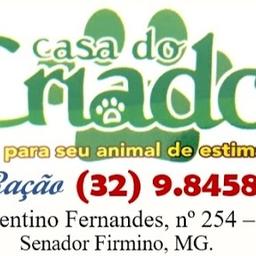 casa do
Criado
para seu animal de estim
Ração (32) 9.8458
entino Fernandes, nº 254 –
Senador Firmino, MG.